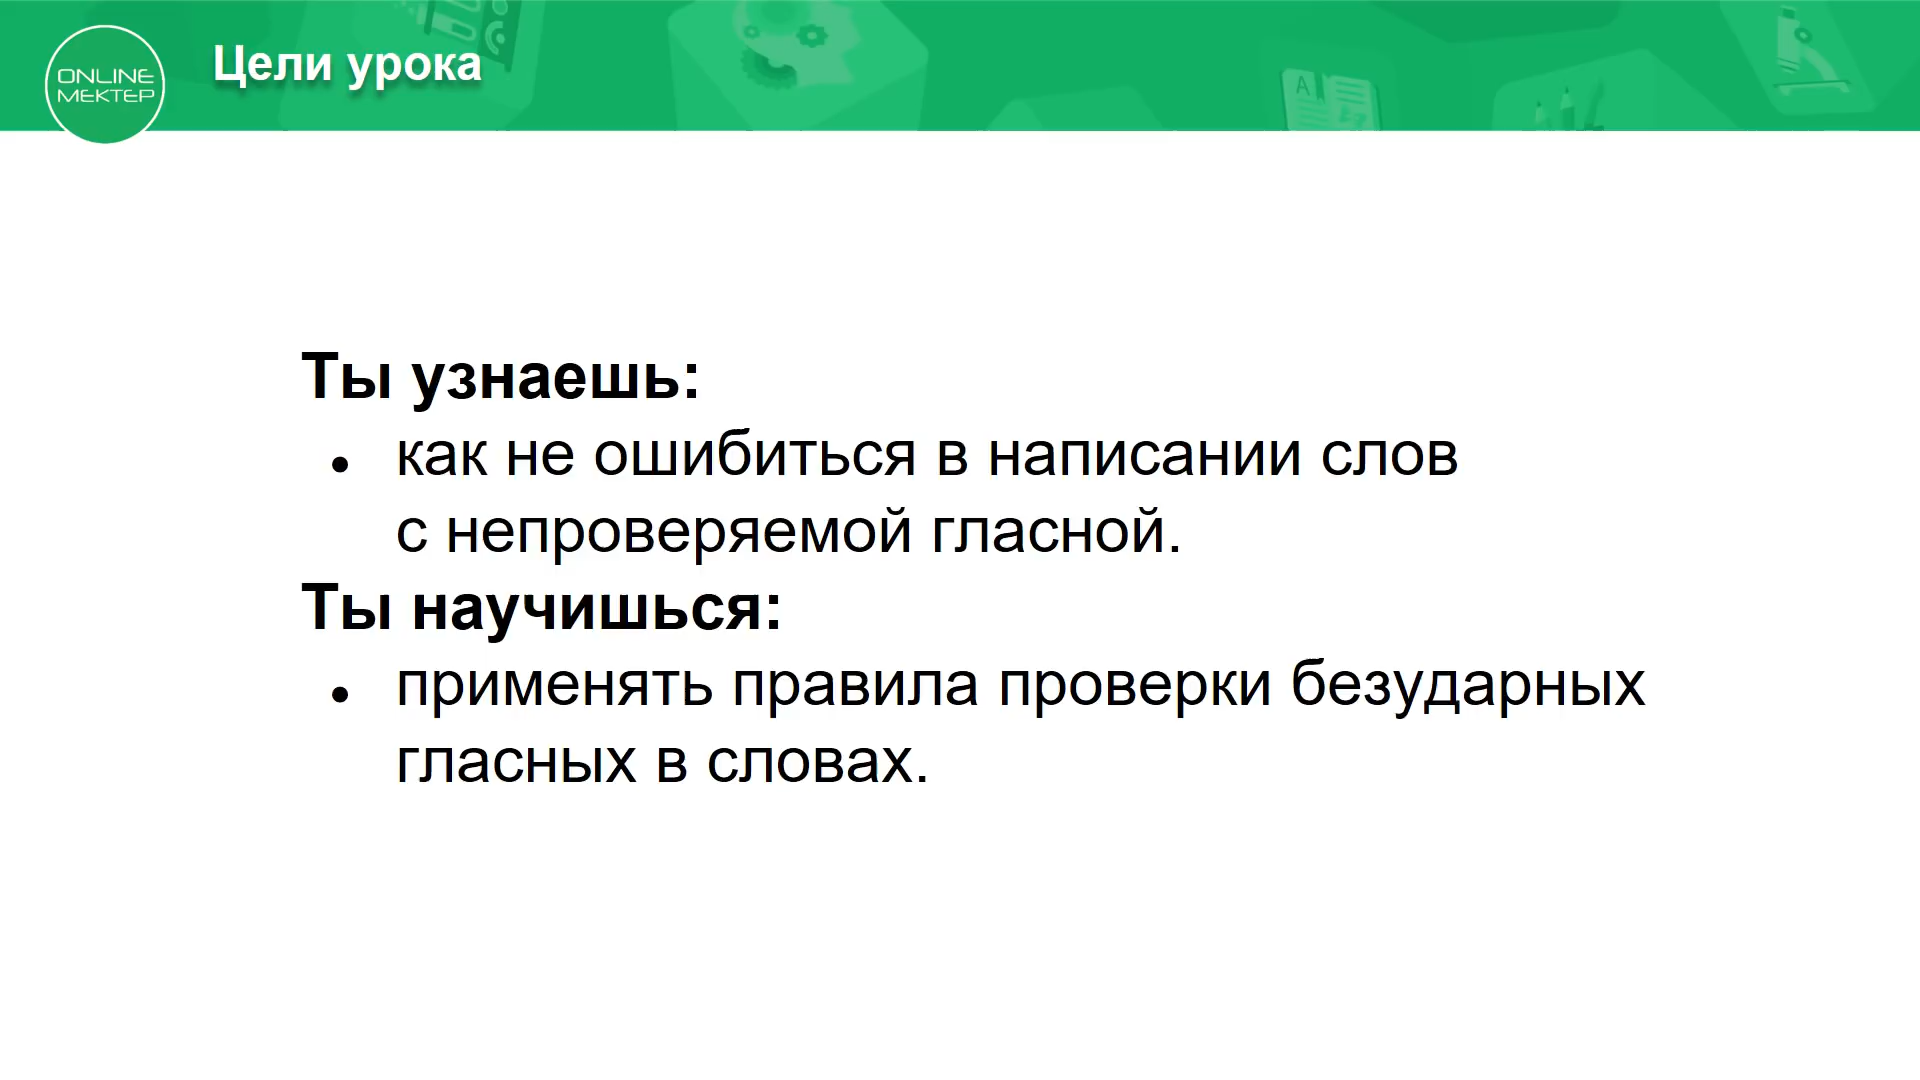 ONLINE
МЕКТЕР
Цели урока
Ты узнаешь:
• как не ошибиться в написании слов
с непроверяемой гласной.
Ты научишься:
• применять правила проверки безударных
гласных в словах.